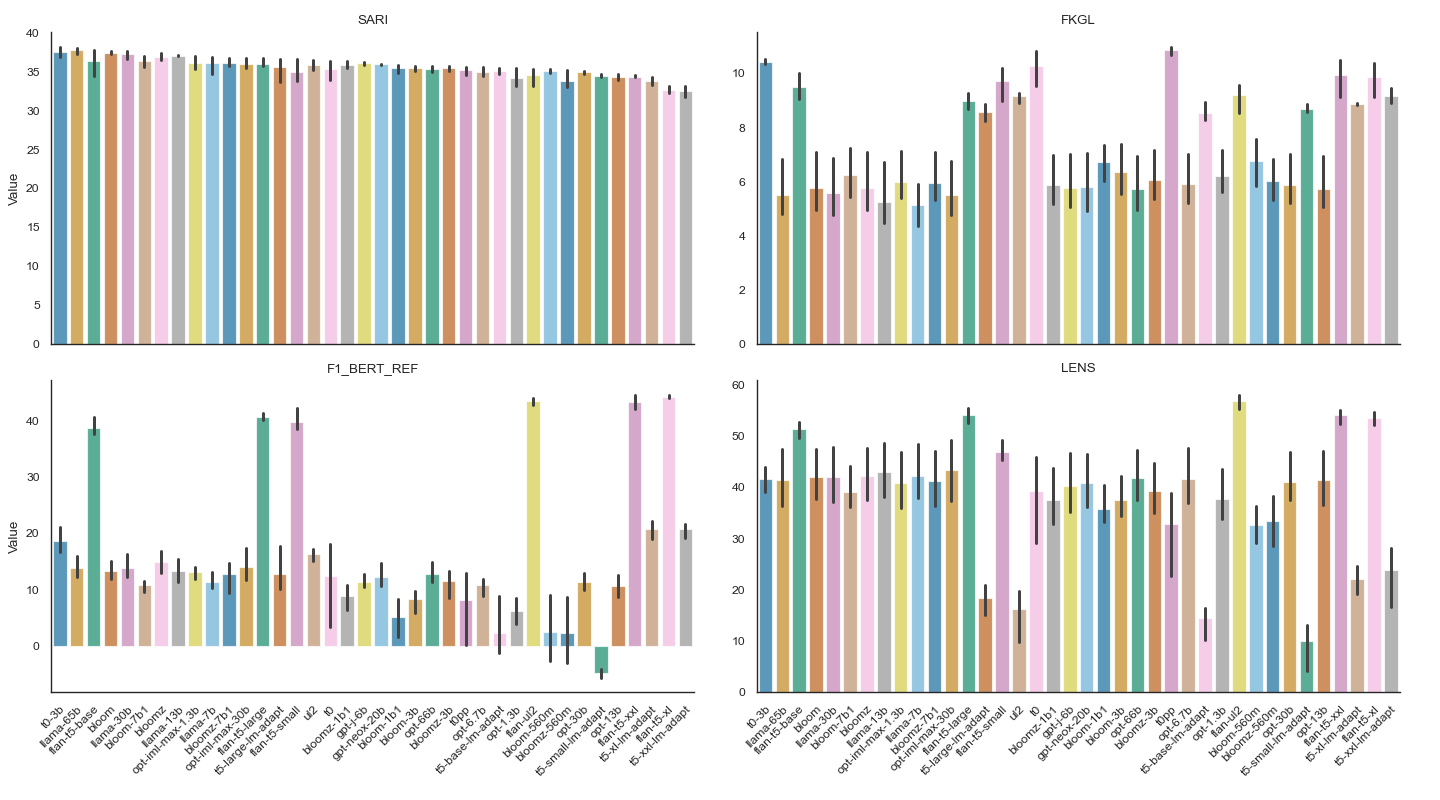 SARI
40
35
30
25
20
15
10
5
0
Value
FKGL
10
8
6
4
2
0
F1_BERT_REF
40
30
20
10
0
Value
t0-3b
llama-65b
flan-t5-base
bloom
llama-30b
bloom-7b1
bloomz
llama-13b
opt-iml-max-1.3b
llama-7b
bloomz-7b1
opt-iml-max-30b
flan-t5-large
t5-large-lm-adapt
flan-t5-small
ul2
t0
bloomz-1b1
gpt-j-6b
gpt-neox-20b
bloom-1b1
bloom-3b
opt-66b
bloomz-3b
t0pp
opt-6.7b
t5-base-lm-adapt
opt-1.3b
flan-ul2
bloom-560m
bloomz-560m
opt-30b
t5-small-lm-adapt
opt-13b
flan-t5-xxl
t5-xl-lm-adapt
flan-t5-xl
t5-xxl-lm-adapt
LENS
60
50
40
30
20
10
0
t0-3b
llama-65b
flan-t5-base
bloom
llama-30b
bloom-7b1
bloomz
llama-13b
opt-iml-max-1.3b
llama-7b
bloomz-7b1
opt-iml-max-30b
flan-t5-large
t5-large-lm-adapt
flan-t5-small
ul2
t0
bloomz-1b1
gpt-j-6b
gpt-neox-20b
bloom-1b1
bloom-3b
opt-66b
bloomz-3b
t0pp
opt-6.7b
t5-base-lm-adapt
opt-1.3b
flan-ul2
bloom-560m
bloomz-560m
opt-30b
t5-small-lm-adapt
opt-13b
flan-t5-xxl
t5-xl-lm-adapt
flan-t5-xl
t5-xxl-lm-adapt